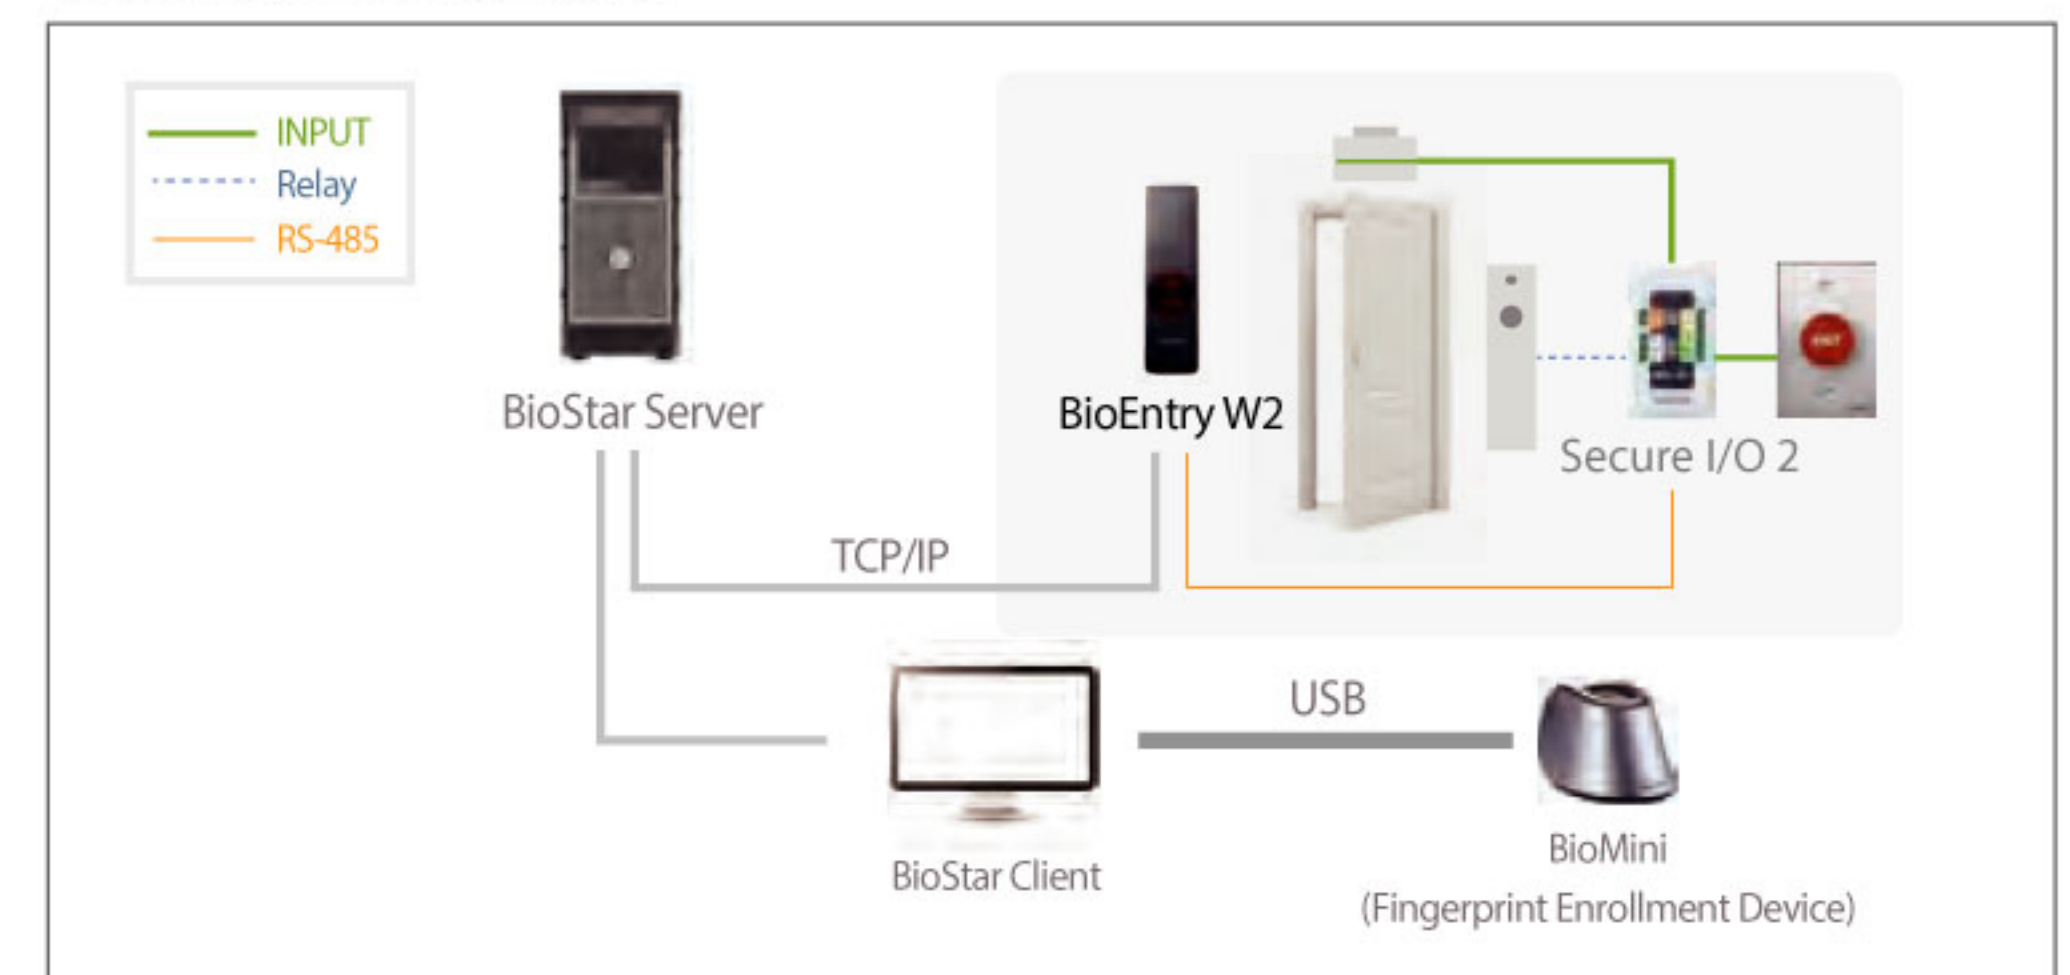 INPUT
Relay
RS-485
BioStar Server
BioEntry W2
EXIT
Secure I/O 2
TCP/IP
USB
BioStar Client
BioMini
(Fingerprint Enrollment Device)